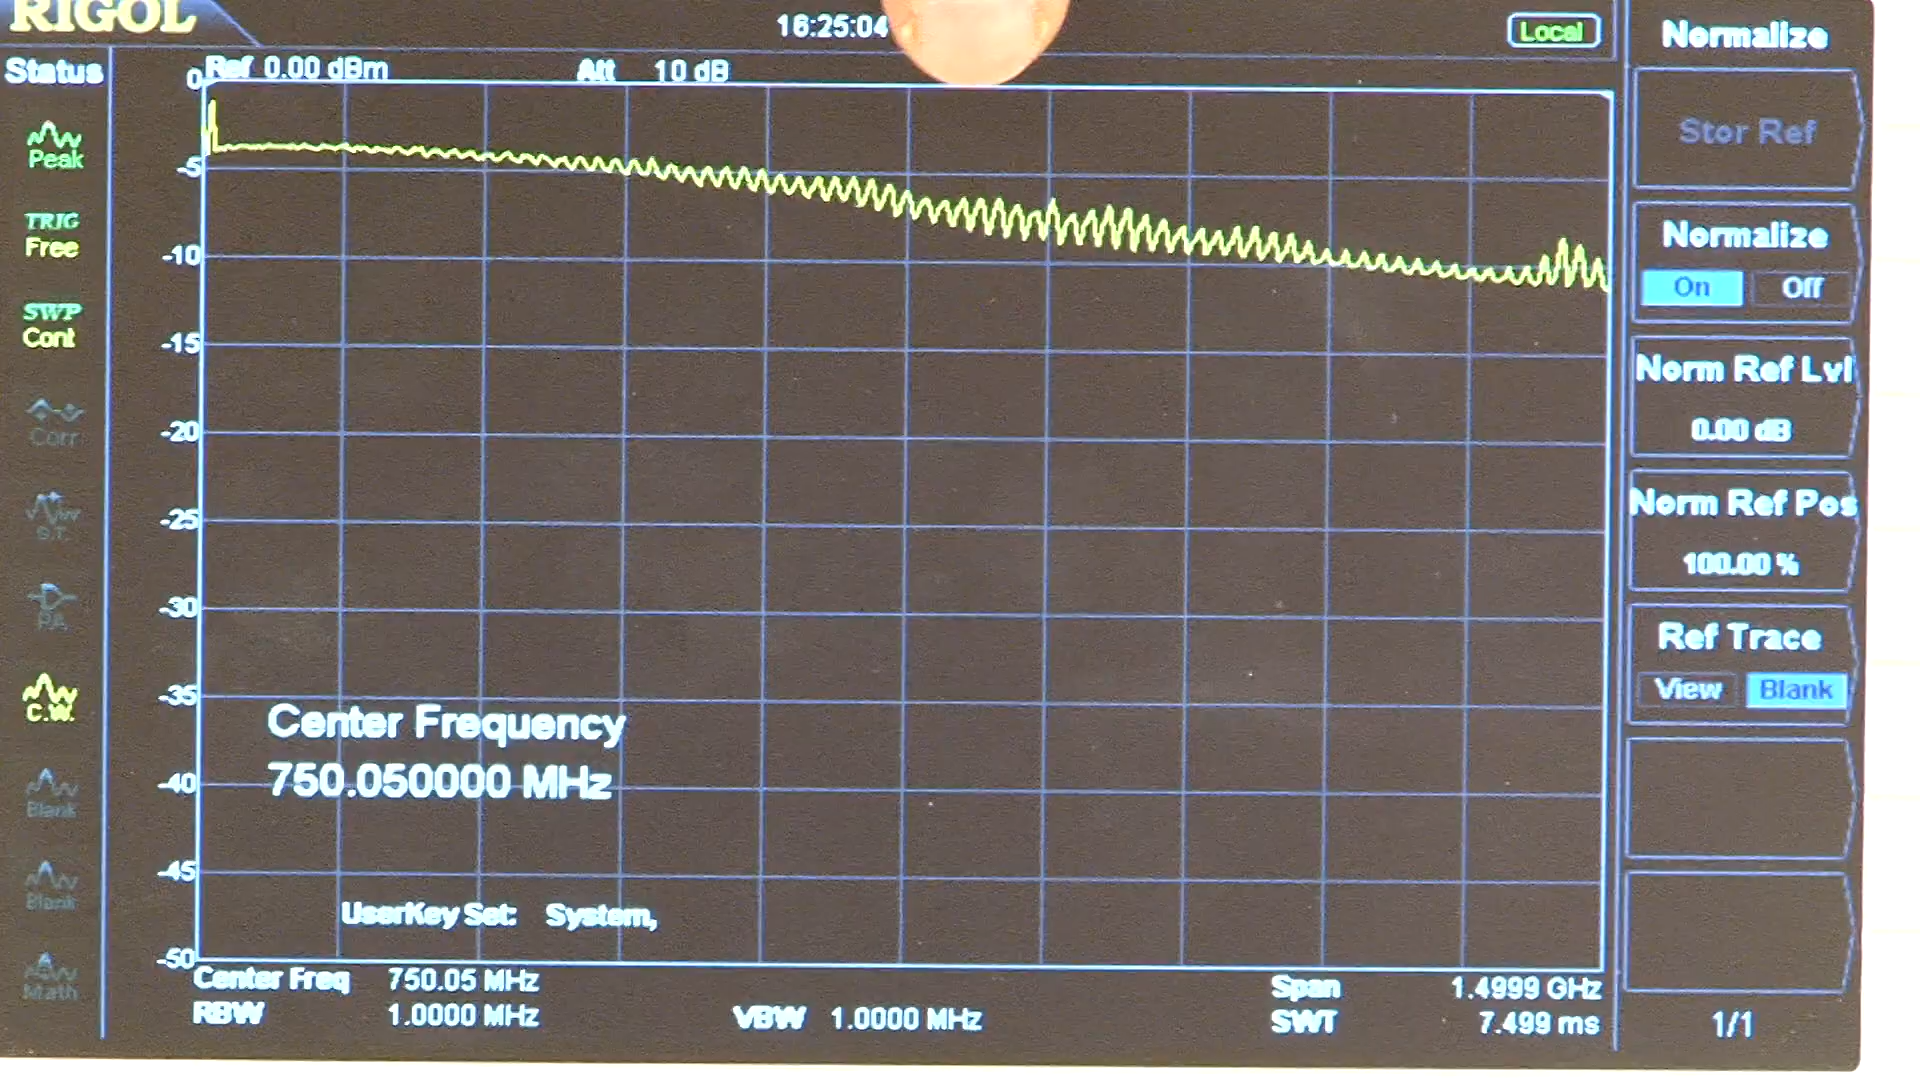 RIGOL
16:25:04
Local
Normalize
Status
Ref 0.00 dBm
Att 10 dB
0
-5
-10
-15
-20
-25
-30
-35
-40
-45
-50
Peak
TRIG
Free
SWP
Cont
Corr
S.T.
PA
C.W.
Blank
Blank
Math
Center Frequency
750.050000 MHz
UserKey Set: System,
Center Freq 750.05 MHz
Span 1.4999 GHz
RBW 1.0000 MHz
VBW 1.0000 MHz
SWT 7.499 ms
Stor Ref
Normalize
On Off
Norm Ref Lvl
0.00 dB
Norm Ref Pos
100.00 %
Ref Trace
View Blank
1/1